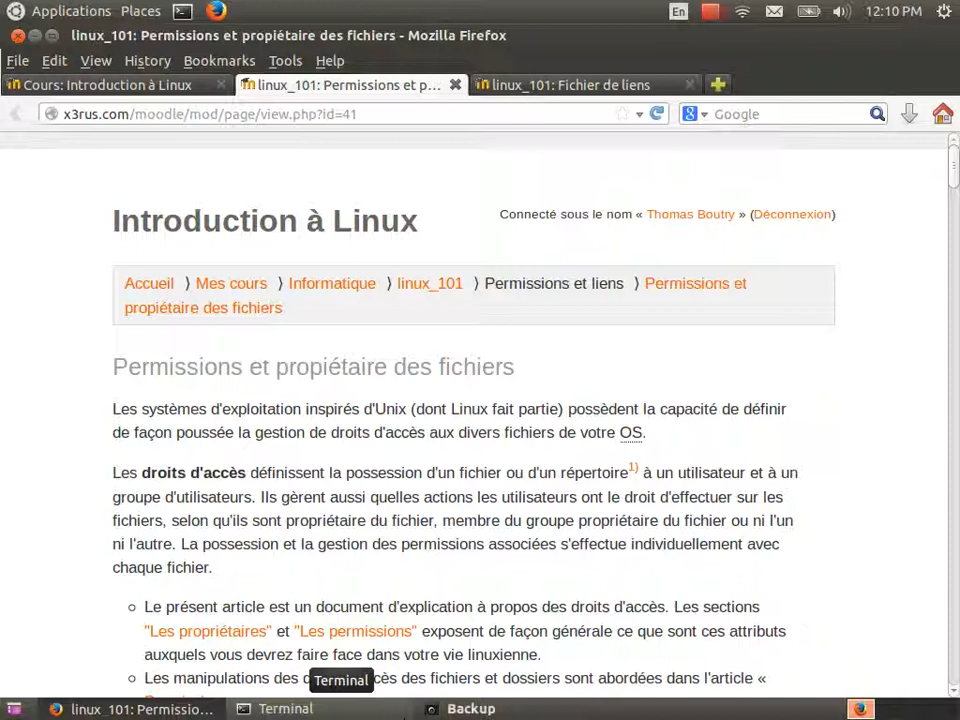 Applications Places En 12:10 PM
linux_101: Permissions et propiétaire des fichiers - Mozilla Firefox
File Edit View History Bookmarks Tools Help
Cours: Introduction à Linux linux_101: Permissions et p... linux_101: Fichier de liens
x3rus.com/moodle/mod/page/view.php?id=41 8 Google
Introduction à Linux
Connecté sous le nom « Thomas Boutry » (Déconnexion)
Accueil ⟩ Mes cours ⟩ Informatique ⟩ linux_101 ⟩ Permissions et liens ⟩ Permissions et
propiétaire des fichiers
Permissions et propiétaire des fichiers
Les systèmes d'exploitation inspirés d'Unix (dont Linux fait partie) possèdent la capacité de définir
de façon poussée la gestion de droits d'accès aux divers fichiers de votre OS.
Les droits d'accès définissent la possession d'un fichier ou d'un répertoire1) à un utilisateur et à un
groupe d'utilisateurs. Ils gèrent aussi quelles actions les utilisateurs ont le droit d'effectuer sur les
fichiers, selon qu'ils sont propriétaire du fichier, membre du groupe propriétaire du fichier ou ni l'un
ni l'autre. La possession et la gestion des permissions associées s'effectue individuellement avec
chaque fichier.
Le présent article est un document d'explication à propos des droits d'accès. Les sections
"Les propriétaires" et "Les permissions" exposent de façon générale ce que sont ces attributs
auxquels vous devrez faire face dans votre vie linuxienne.
Les manipulations des d cès des fichiers et dossiers sont abordées dans l'article «
Terminal
linux_101: Permissio... Terminal Backup